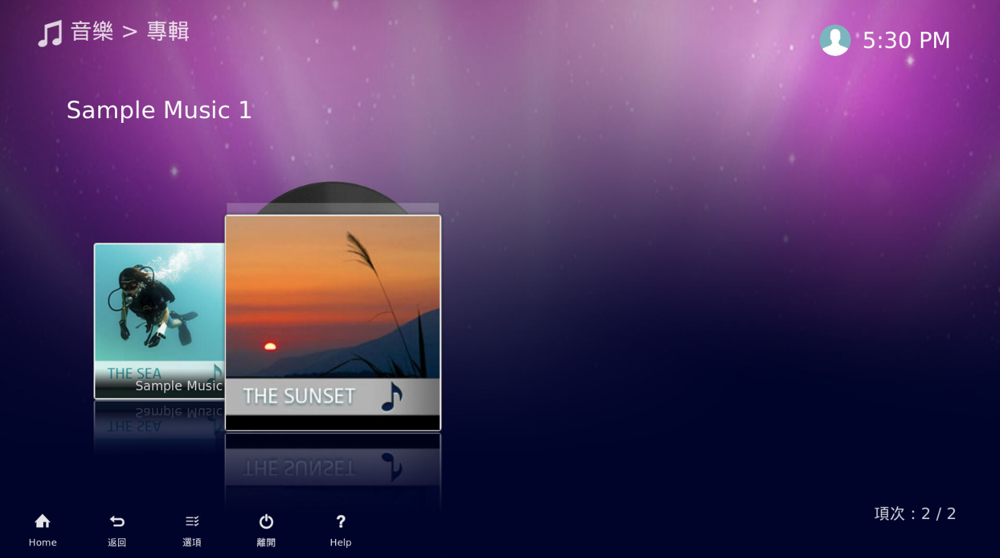 音樂 > 專輯
5:30 PM
Sample Music 1
THE SEA
Sample Music
THE SUNSET
項次 : 2 / 2
Home
返回
選項
離開
Help